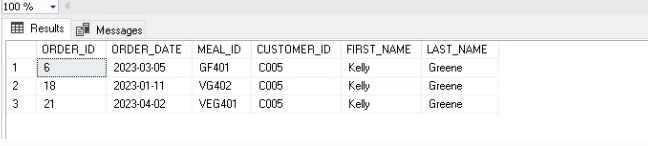 100 %
Results Messages
ORDER_ID ORDER_DATE MEAL_ID CUSTOMER_ID FIRST_NAME LAST_NAME
1 6 2023-03-05 GF401 C005 Kelly Greene
2 18 2023-01-11 VG402 C005 Kelly Greene
3 21 2023-04-02 VEG401 C005 Kelly Greene